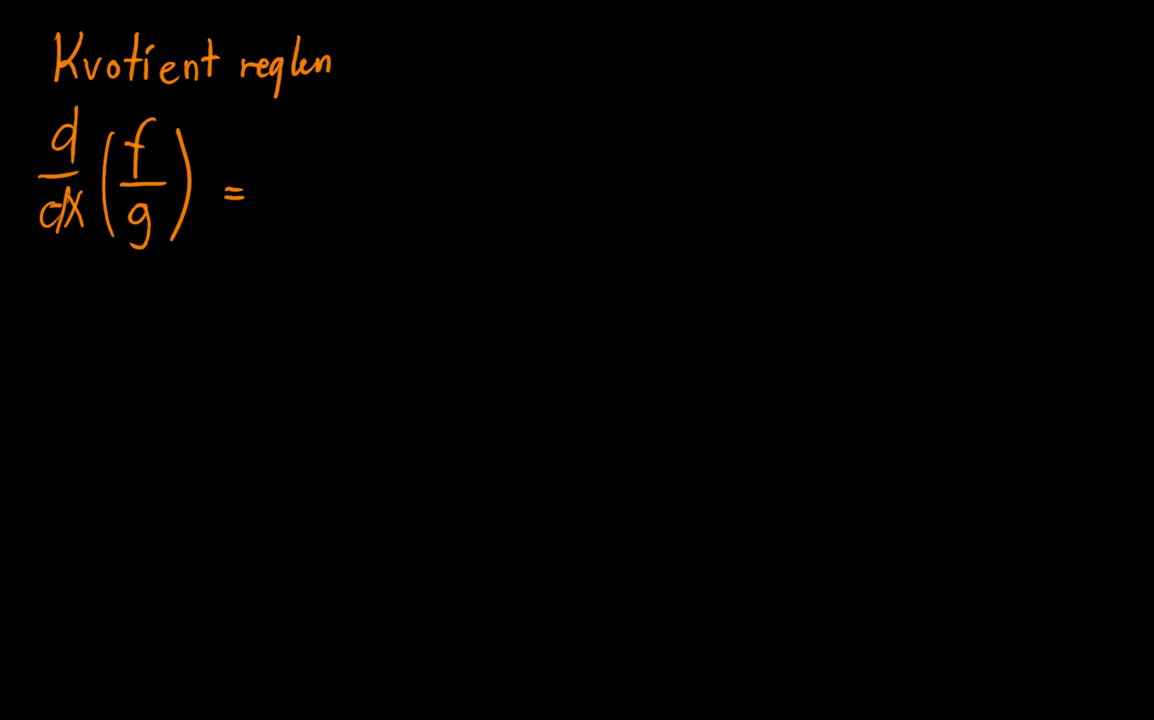 Kvotient reglen
d/dx (f/g) =